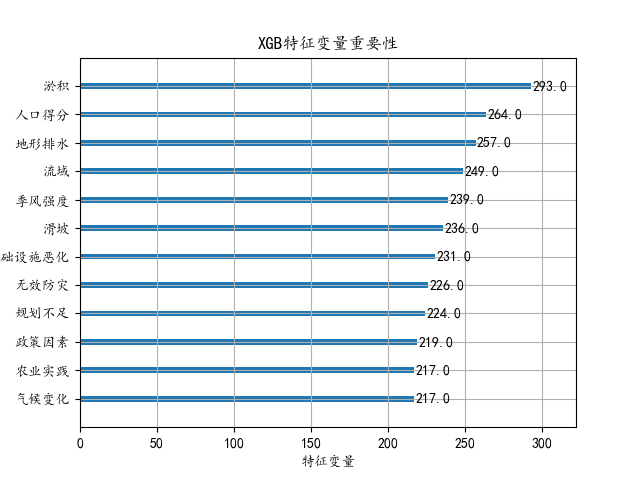 XGB特征变量重要性
淤积 293.0
人口得分 264.0
地形排水 257.0
流域 249.0
季风强度 239.0
滑坡 236.0
础设施恶化 231.0
无效防灾 226.0
规划不足 224.0
政策因素 219.0
农业实践 217.0
气候变化 217.0
0 50 100 150 200 250 300
特征变量